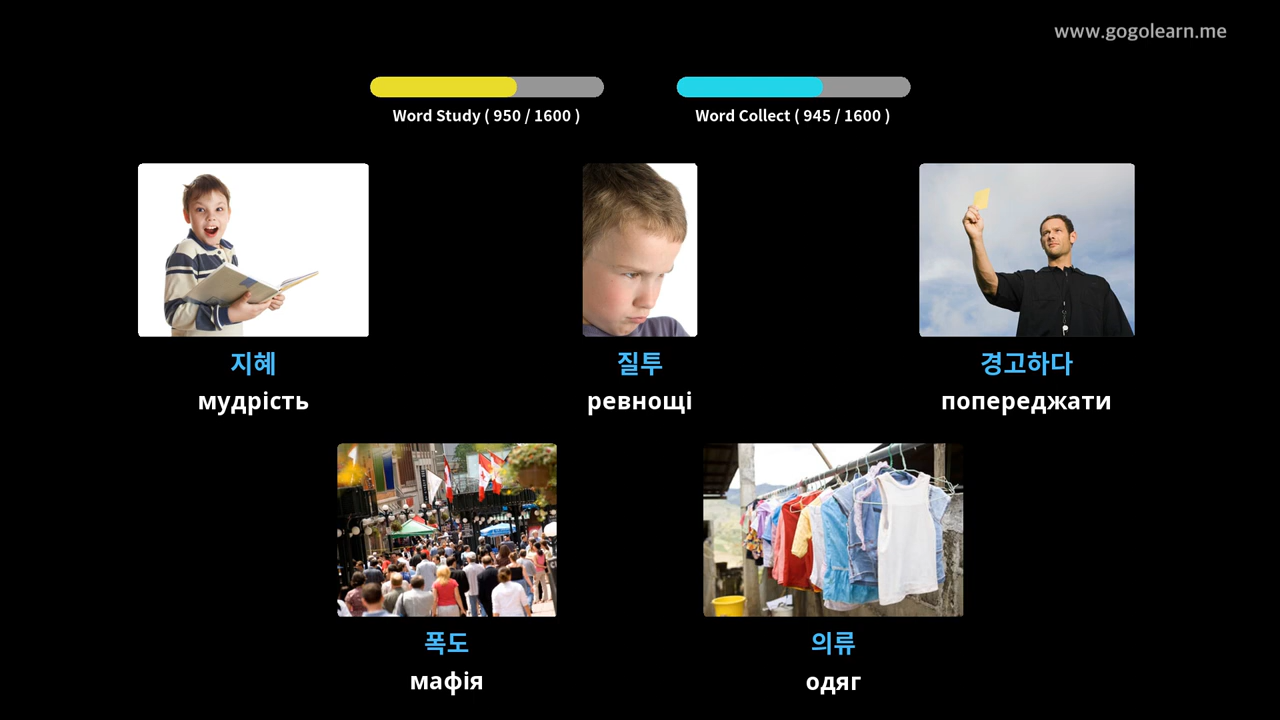 www.gogolearn.me
Word Study ( 950 / 1600 )
Word Collect ( 945 / 1600 )
지혜
мудрість
질투
ревнощі
경고하다
попереджати
폭도
мафія
의류
одяг